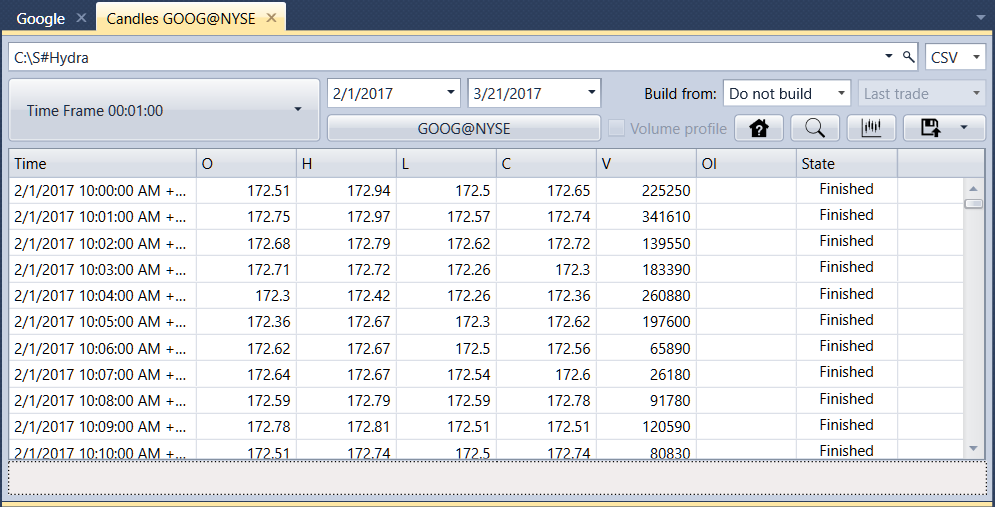 Google Candles GOOG@NYSE
C:\S#Hydra CSV
Time Frame 00:01:00 2/1/2017 3/21/2017 Build from: Do not build Last trade
GOOG@NYSE Volume profile
Time O H L C V OI State
2/1/2017 10:00:00 AM +... 172.51 172.94 172.5 172.65 225250 Finished
2/1/2017 10:01:00 AM +... 172.75 172.97 172.57 172.74 341610 Finished
2/1/2017 10:02:00 AM +... 172.68 172.79 172.62 172.72 139550 Finished
2/1/2017 10:03:00 AM +... 172.71 172.72 172.26 172.3 183390 Finished
2/1/2017 10:04:00 AM +... 172.3 172.42 172.26 172.36 260880 Finished
2/1/2017 10:05:00 AM +... 172.36 172.67 172.3 172.62 197600 Finished
2/1/2017 10:06:00 AM +... 172.62 172.67 172.5 172.56 65890 Finished
2/1/2017 10:07:00 AM +... 172.64 172.67 172.54 172.6 26180 Finished
2/1/2017 10:08:00 AM +... 172.59 172.79 172.59 172.78 91780 Finished
2/1/2017 10:09:00 AM +... 172.78 172.81 172.51 172.51 120590 Finished
2/1/2017 10:10:00 AM +... 172.51 172.74 172.5 172.74 80830 Finished